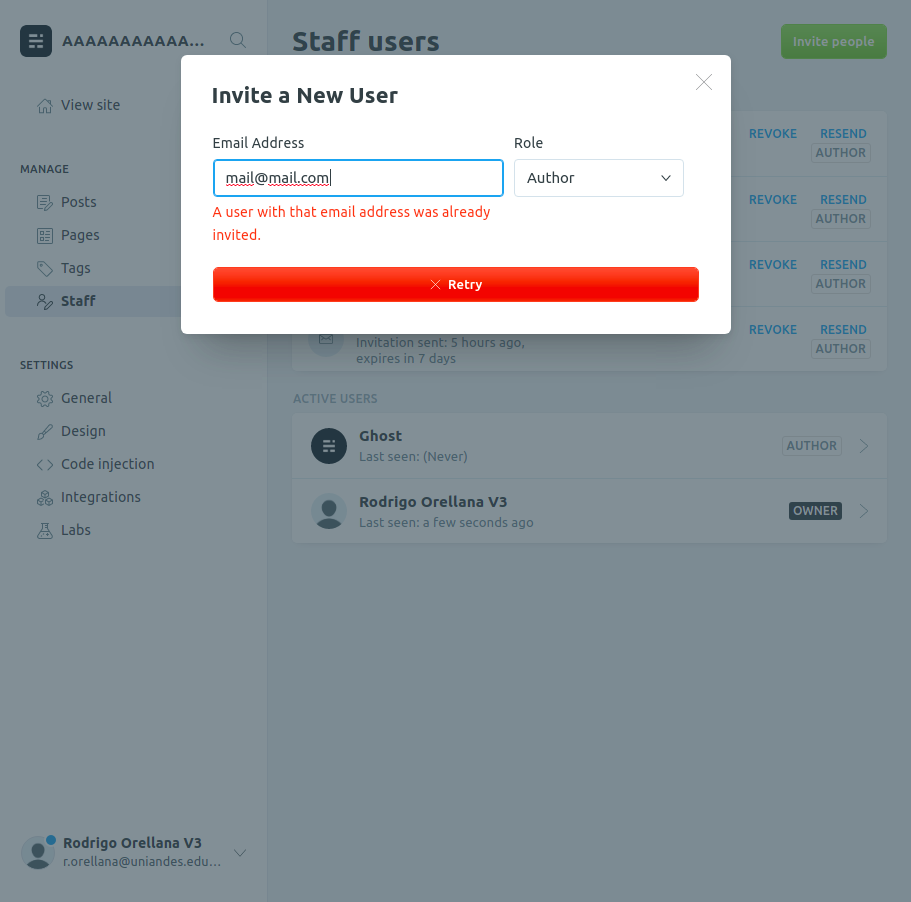 AAAAAAAAAAA...
View site
MANAGE
Posts
Pages
Tags
Staff
SETTINGS
General
Design
Code injection
Integrations
Labs
Rodrigo Orellana V3
r.orellana@uniandes.edu...
Staff users
Invite people
Invite a New User
Email Address
Role
mail@mail.com
Author
A user with that email address was already
invited.
Retry
REVOKE RESEND
AUTHOR
REVOKE RESEND
AUTHOR
REVOKE RESEND
AUTHOR
REVOKE RESEND
Invitation sent: 5 hours ago,
AUTHOR
expires in 7 days
ACTIVE USERS
Ghost
Last seen: (Never)
AUTHOR
Rodrigo Orellana V3
Last seen: a few seconds ago
OWNER